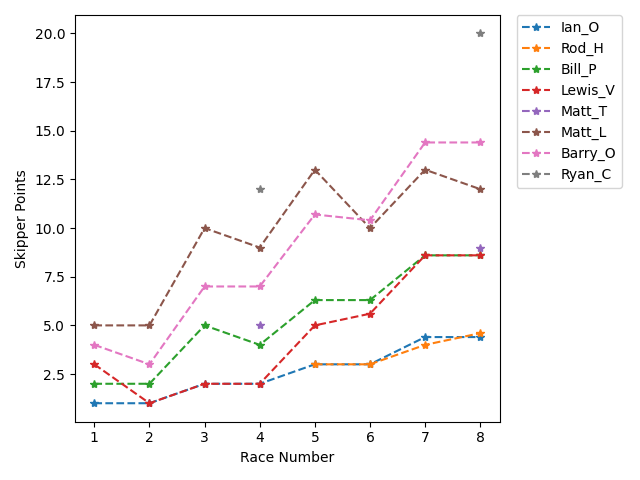 20.0
17.5
15.0
12.5
10.0
7.5
5.0
2.5
Skipper Points
1 2 3 4 5 6 7 8
Race Number
Ian_O
Rod_H
Bill_P
Lewis_V
Matt_T
Matt_L
Barry_O
Ryan_C